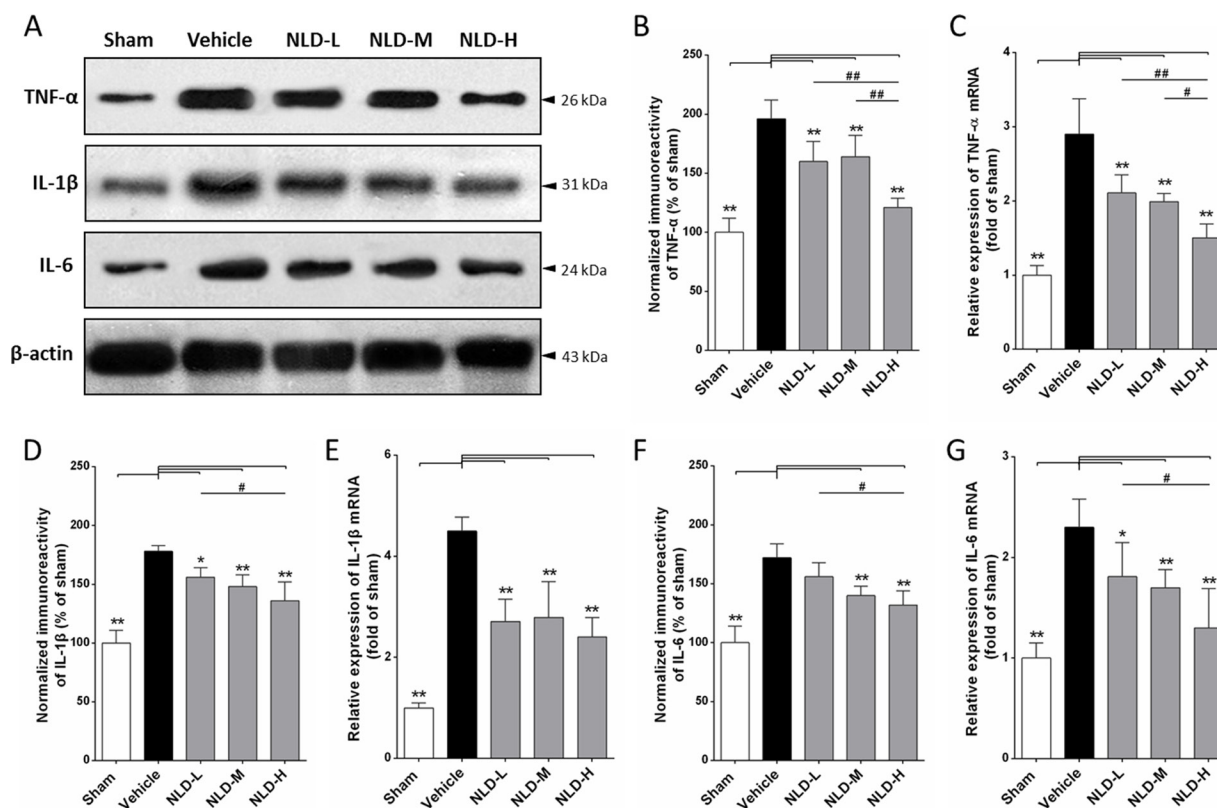 A
Sham Vehicle NLD-L NLD-M NLD-H
TNF-α
26 kDa
IL-1β
31 kDa
IL-6
24 kDa
β-actin
43 kDa
B
Normalized immunoreactivity
of TNF-α (% of sham)
250
200
150
100
50
0
##
##
** ** ** **
Sham Vehicle NLD-L NLD-M NLD-H
C
Relative expression of TNF-α mRNA
(fold of sham)
4
3
2
1
0
##
#
** ** ** **
Sham Vehicle NLD-L NLD-M NLD-H
D
Normalized immunoreactivity
of IL-1β (% of sham)
250
200
150
100
50
0
#
** * ** **
Sham Vehicle NLD-L NLD-M NLD-H
E
Relative expression of IL-1β mRNA
(fold of sham)
6
4
2
0
** ** ** **
Sham Vehicle NLD-L NLD-M NLD-H
F
Normalized immunoreactivity
of IL-6 (% of sham)
250
200
150
100
50
0
#
** ** **
Sham Vehicle NLD-L NLD-M NLD-H
G
Relative expression of IL-6 mRNA
(fold of sham)
3
2
1
0
#
** * ** **
Sham Vehicle NLD-L NLD-M NLD-H